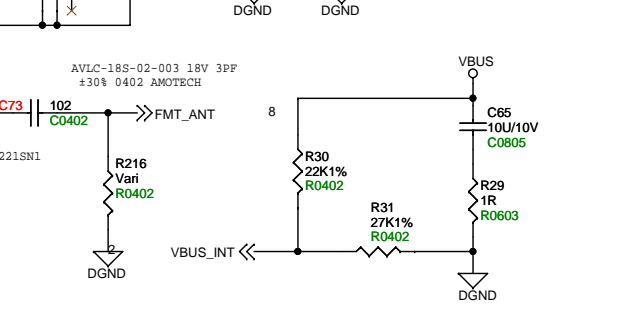 DGND
DGND
AVLC-18S-02-003 18V 3PF
±30% 0402 AMOTECH
VBUS
C73
102
C0402
FMT_ANT
8
C65
10U/10V
C0805
221SN1
R216
Vari
R0402
R30
22K1%
R0402
R29
1R
R0603
R31
27K1%
R0402
2
VBUS_INT
DGND
DGND